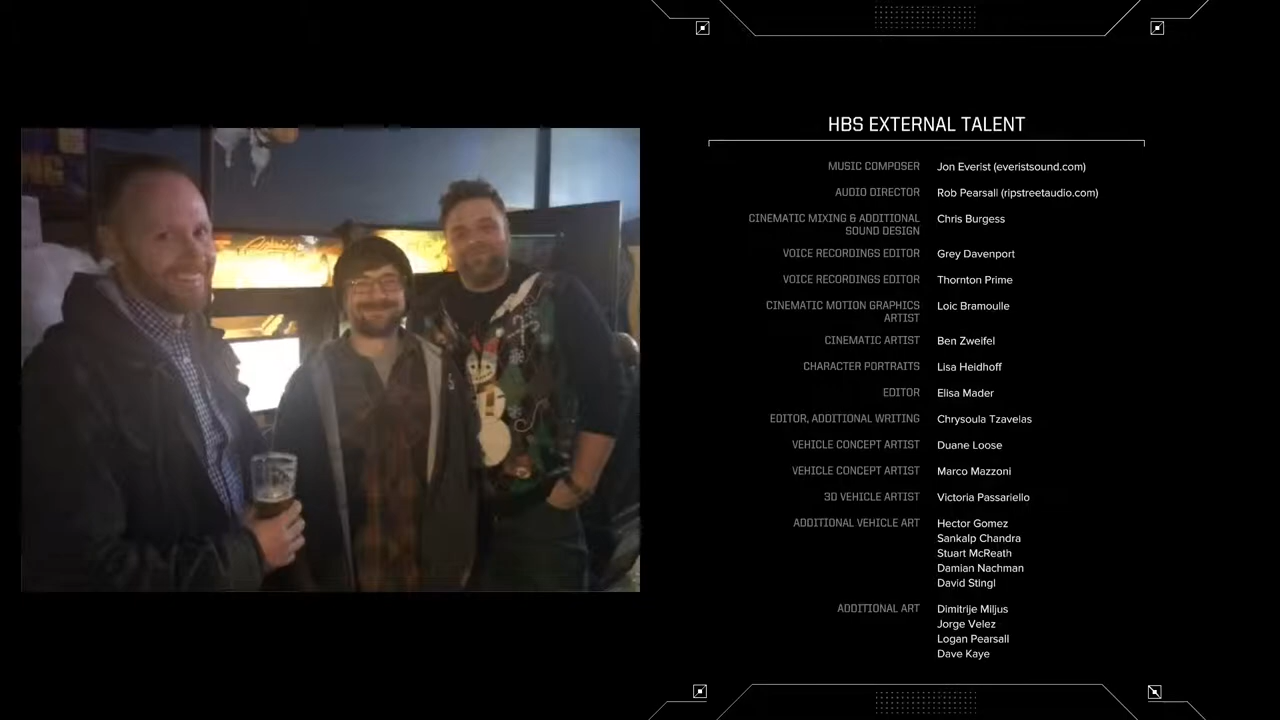 HBS EXTERNAL TALENT
MUSIC COMPOSER Jon Everist (everistsound.com)
AUDIO DIRECTOR Rob Pearsall (ripstreetaudio.com)
CINEMATIC MIXING & ADDITIONAL Chris Burgess
SOUND DESIGN
VOICE RECORDINGS EDITOR Grey Davenport
VOICE RECORDINGS EDITOR Thornton Prime
CINEMATIC MOTION GRAPHICS Loic Bramoulle
ARTIST
CINEMATIC ARTIST Ben Zweifel
CHARACTER PORTRAITS Lisa Heidhoff
EDITOR Elisa Mader
EDITOR, ADDITIONAL WRITING Chrysoula Tzavelas
VEHICLE CONCEPT ARTIST Duane Loose
VEHICLE CONCEPT ARTIST Marco Mazzoni
3D VEHICLE ARTIST Victoria Passariello
ADDITIONAL VEHICLE ART Hector Gomez
Sankalp Chandra
Stuart McReath
Damian Nachman
David Stingl
ADDITIONAL ART Dimitrije Miljus
Jorge Velez
Logan Pearsall
Dave Kaye